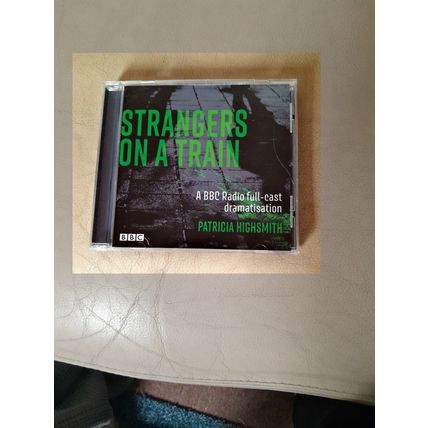 STRANGERS
ON A TRAIN
A BBC Radio full-cast
dramatisation
PATRICIA HIGHSMITH
BBC